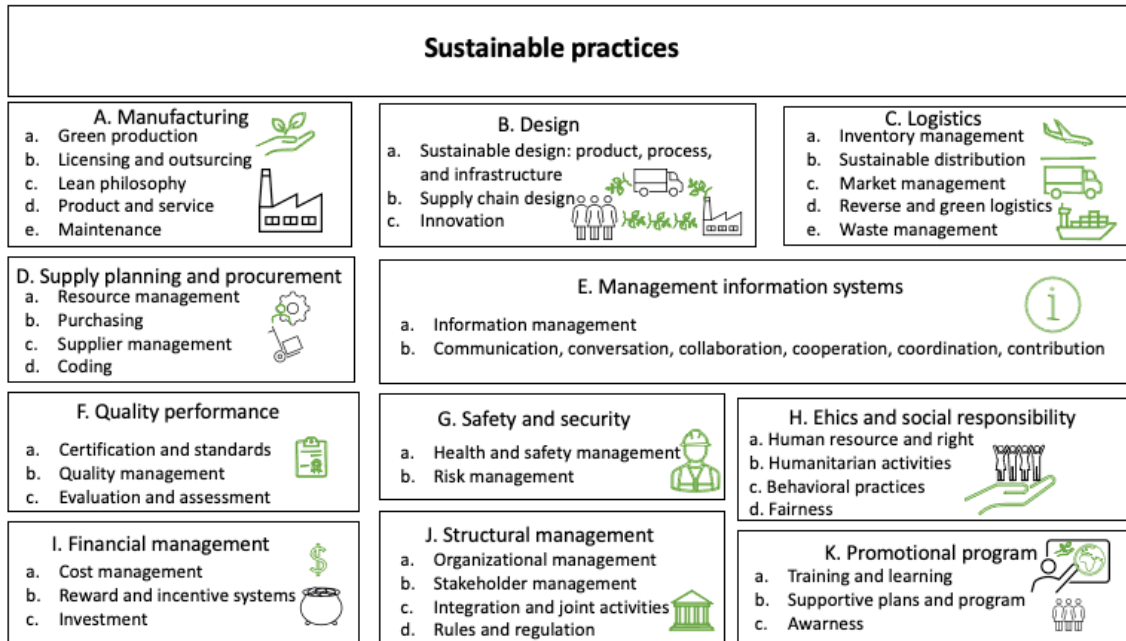 Sustainable practices
A. Manufacturing
a. Green production
b. Licensing and outsurcing
c. Lean philosophy
d. Product and service
e. Maintenance
B. Design
a. Sustainable design: product, process,
and infrastructure
b. Supply chain design
c. Innovation
C. Logistics
a. Inventory management
b. Sustainable distribution
c. Market management
d. Reverse and green logistics
e. Waste management
D. Supply planning and procurement
a. Resource management
b. Purchasing
c. Supplier management
d. Coding
E. Management information systems
a. Information management
b. Communication, conversation, collaboration, cooperation, coordination, contribution
F. Quality performance
a. Certification and standards
b. Quality management
c. Evaluation and assessment
G. Safety and security
a. Health and safety management
b. Risk management
H. Ehics and social responsibility
a. Human resource and right
b. Humanitarian activities
c. Behavioral practices
d. Fairness
I. Financial management
a. Cost management
b. Reward and incentive systems
c. Investment
J. Structural management
a. Organizational management
b. Stakeholder management
c. Integration and joint activities
d. Rules and regulation
K. Promotional program
a. Training and learning
b. Supportive plans and program
c. Awarness